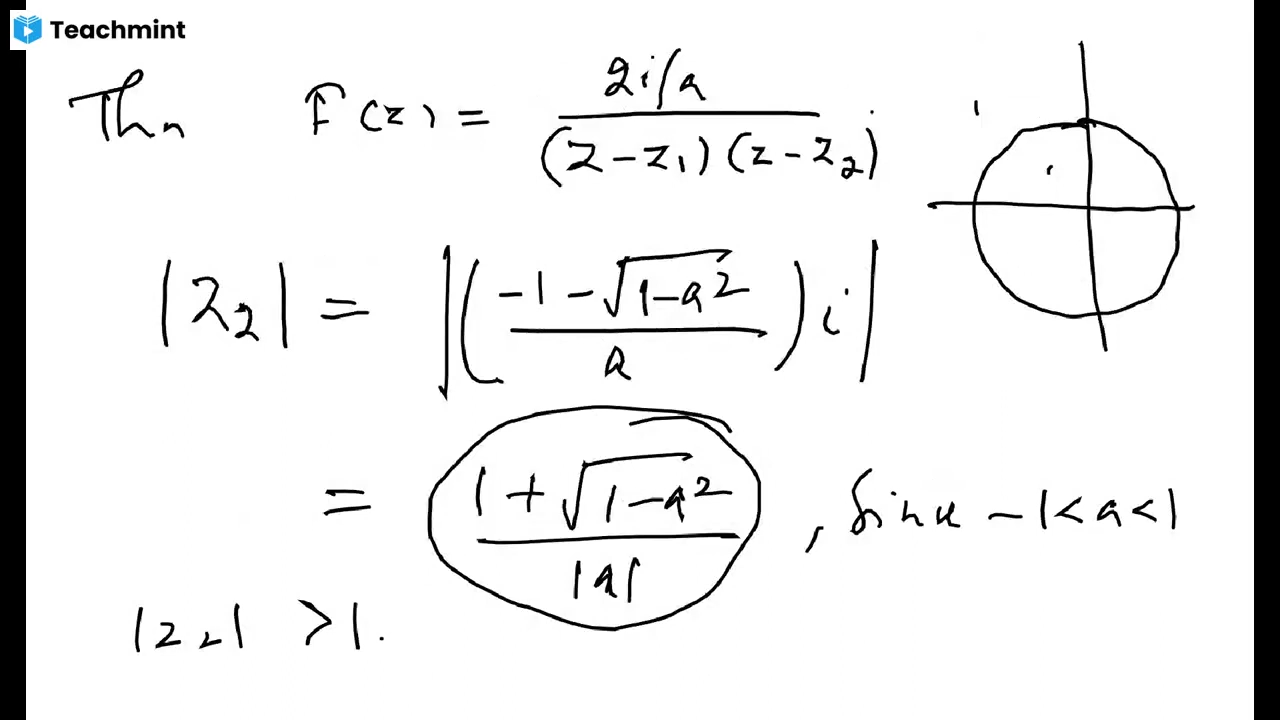 Teachmint
Thn F(z) = 2i/a / (z-z₁)(z-z₂) ;
|z₂| = |( -1-√1-a² / a ) i|
= 1+√1-a² / |a| , Since -1<a<1
|z₂| >1.